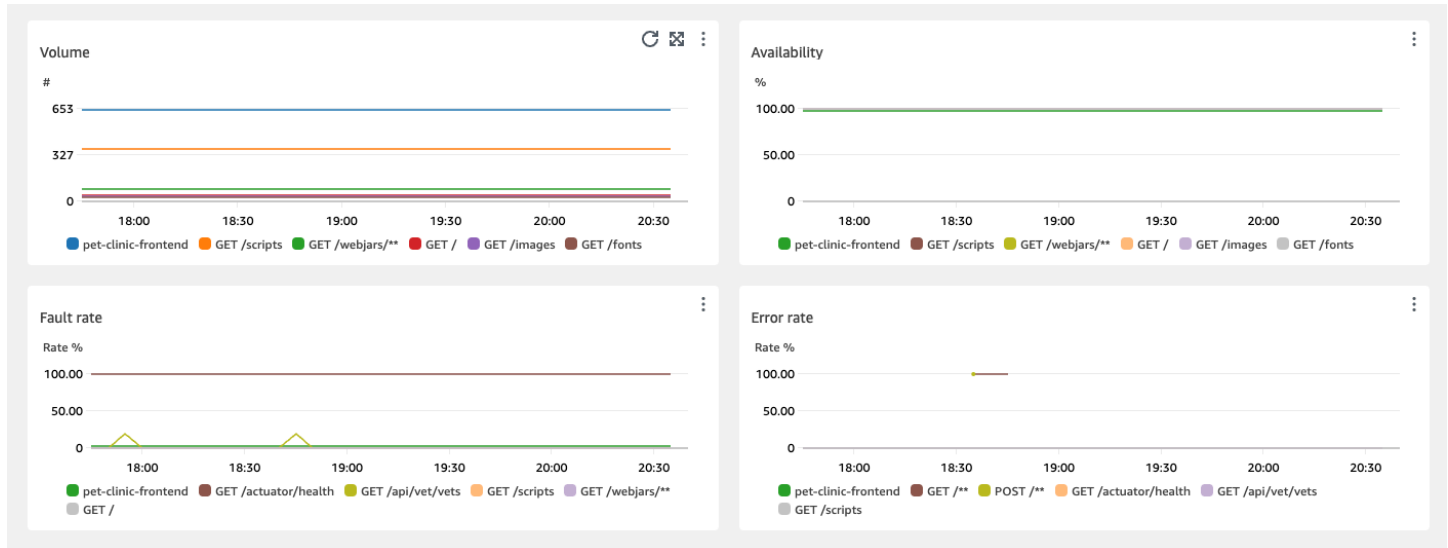 Volume
#
653
327
0
18:00 18:30 19:00 19:30 20:00 20:30
pet-clinic-frontend GET /scripts GET /webjars/** GET / GET /images GET /fonts
Availability
%
100.00
50.00
0
18:00 18:30 19:00 19:30 20:00 20:30
pet-clinic-frontend GET /scripts GET /webjars/** GET / GET /images GET /fonts
Fault rate
Rate %
100.00
50.00
0
18:00 18:30 19:00 19:30 20:00 20:30
pet-clinic-frontend GET /actuator/health GET /api/vet/vets GET /scripts GET /webjars/**
GET /
Error rate
Rate %
100.00
50.00
0
18:00 18:30 19:00 19:30 20:00 20:30
pet-clinic-frontend GET /** POST /** GET /actuator/health GET /api/vet/vets
GET /scripts